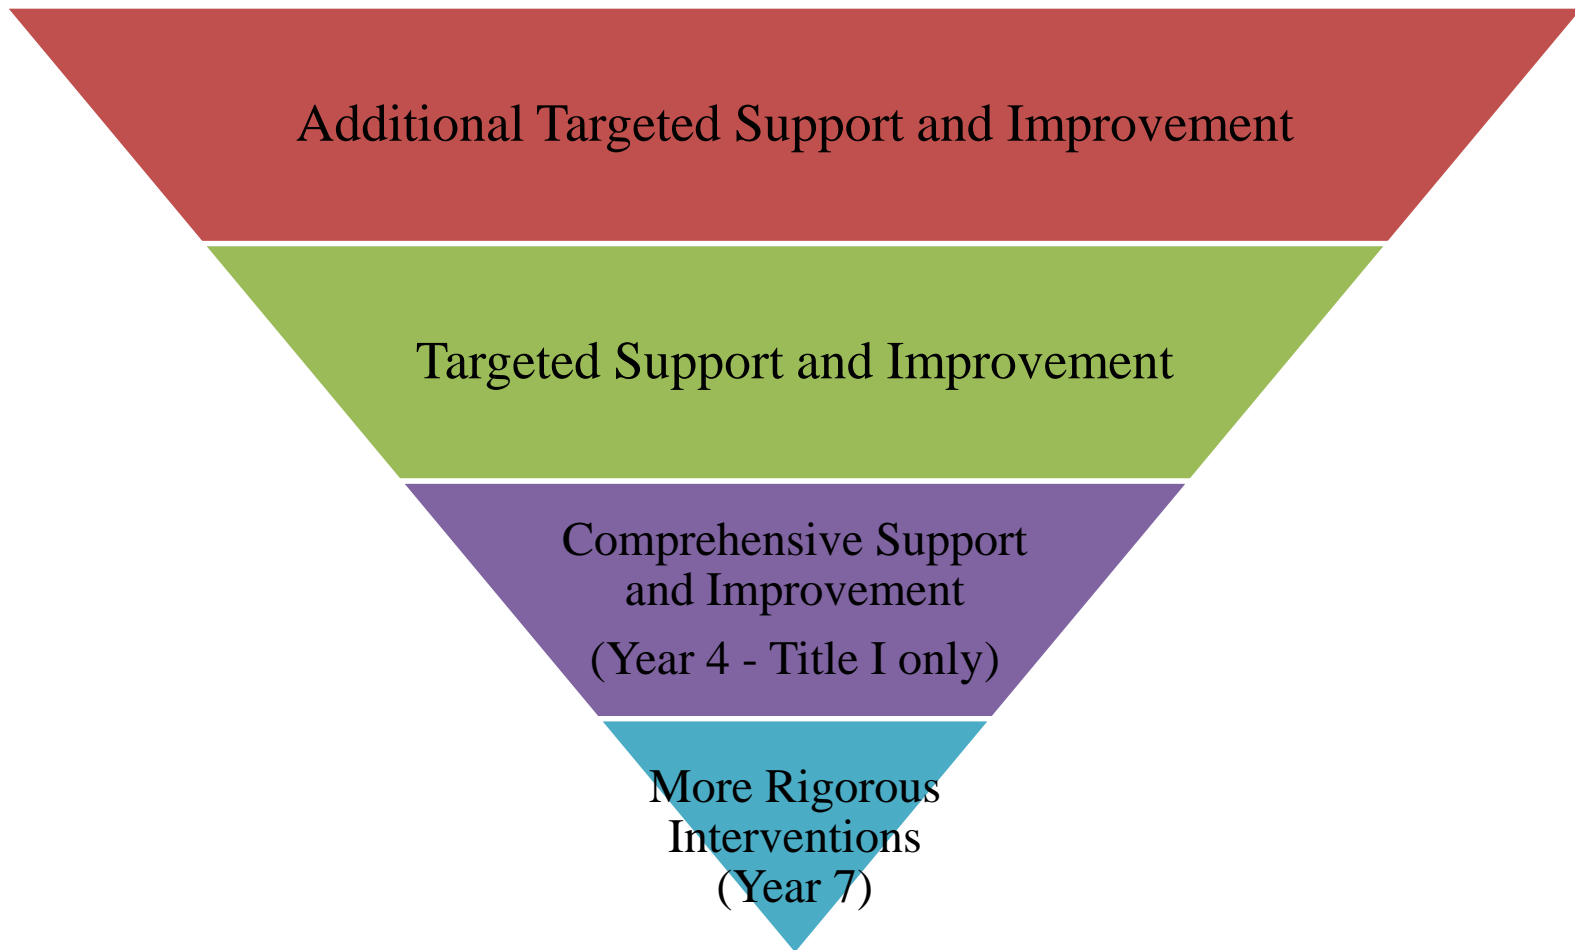 Additional Targeted Support and Improvement
Targeted Support and Improvement
Comprehensive Support
and Improvement
(Year 4 - Title I only)
More Rigorous
Interventions
(Year 7)